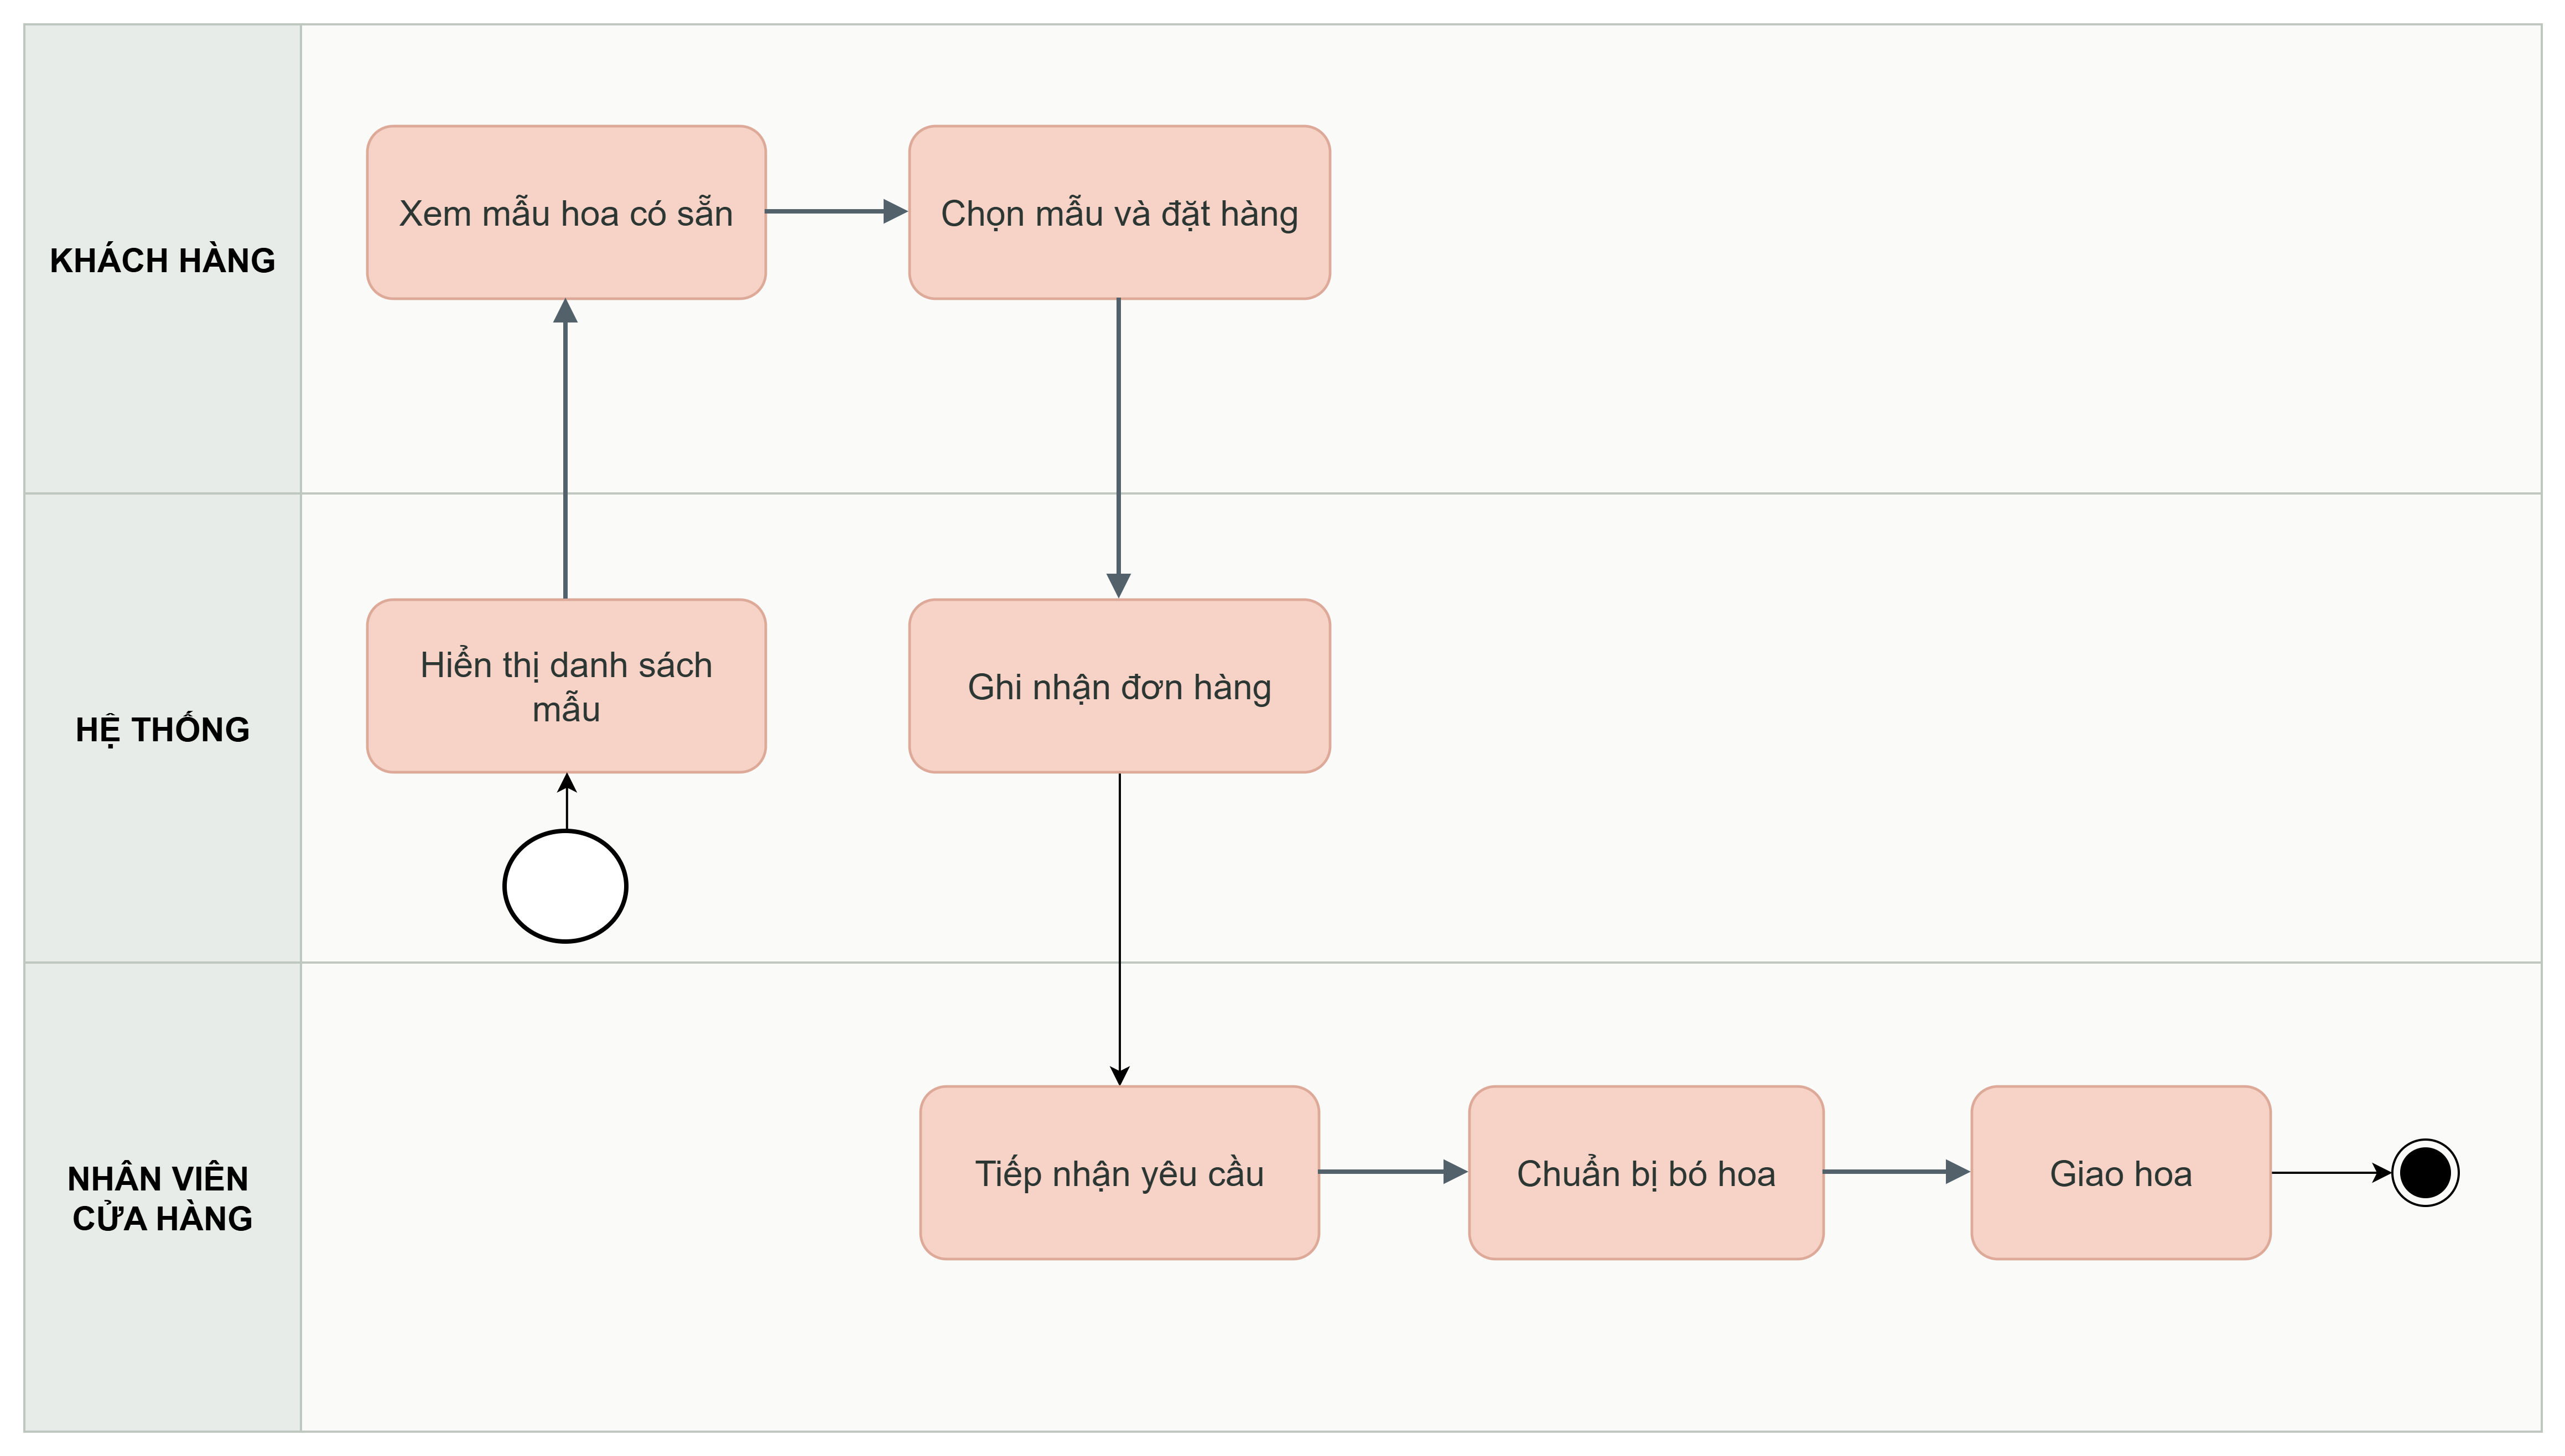 KHÁCH HÀNG
Xem mẫu hoa có sẵn
Chọn mẫu và đặt hàng
HỆ THỐNG
Hiển thị danh sách
mẫu
Ghi nhận đơn hàng
NHÂN VIÊN
CỬA HÀNG
Tiếp nhận yêu cầu
Chuẩn bị bó hoa
Giao hoa